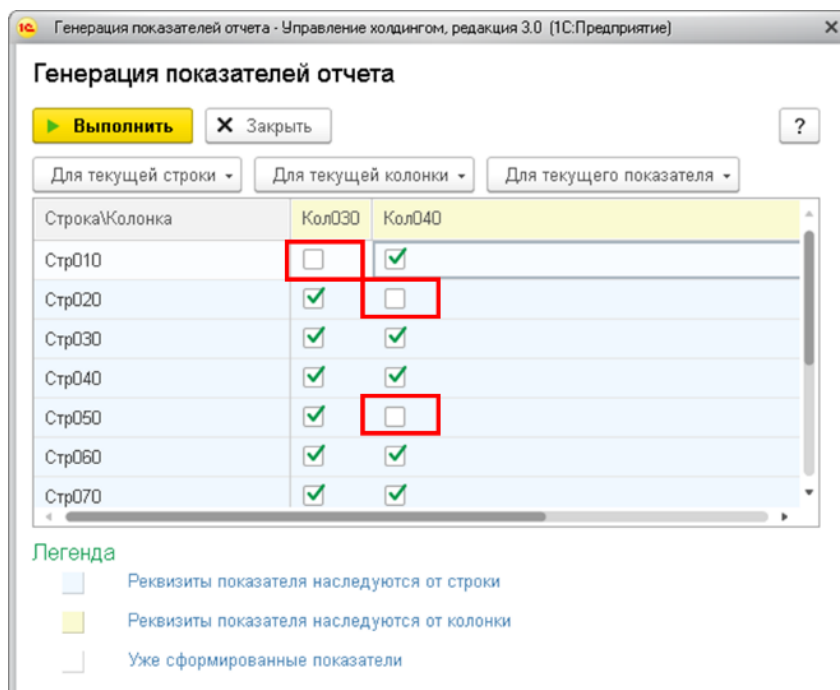 1С Генерация показателей отчета - Управление холдингом, редакция 3.0 (1С:Предприятие) ×
Генерация показателей отчета
Выполнить Закрыть ?
Для текущей строки Для текущей колонки Для текущего показателя
Строка\Колонка Кол030 Кол040
Стр010
Стр020
Стр030
Стр040
Стр050
Стр060
Стр070
Легенда
Реквизиты показателя наследуются от строки
Реквизиты показателя наследуются от колонки
Уже сформированные показатели